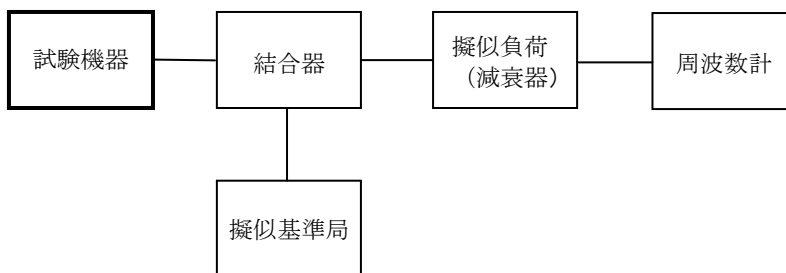 試験機器
結合器
擬似負荷
（減衰器）
周波数計
擬似基準局